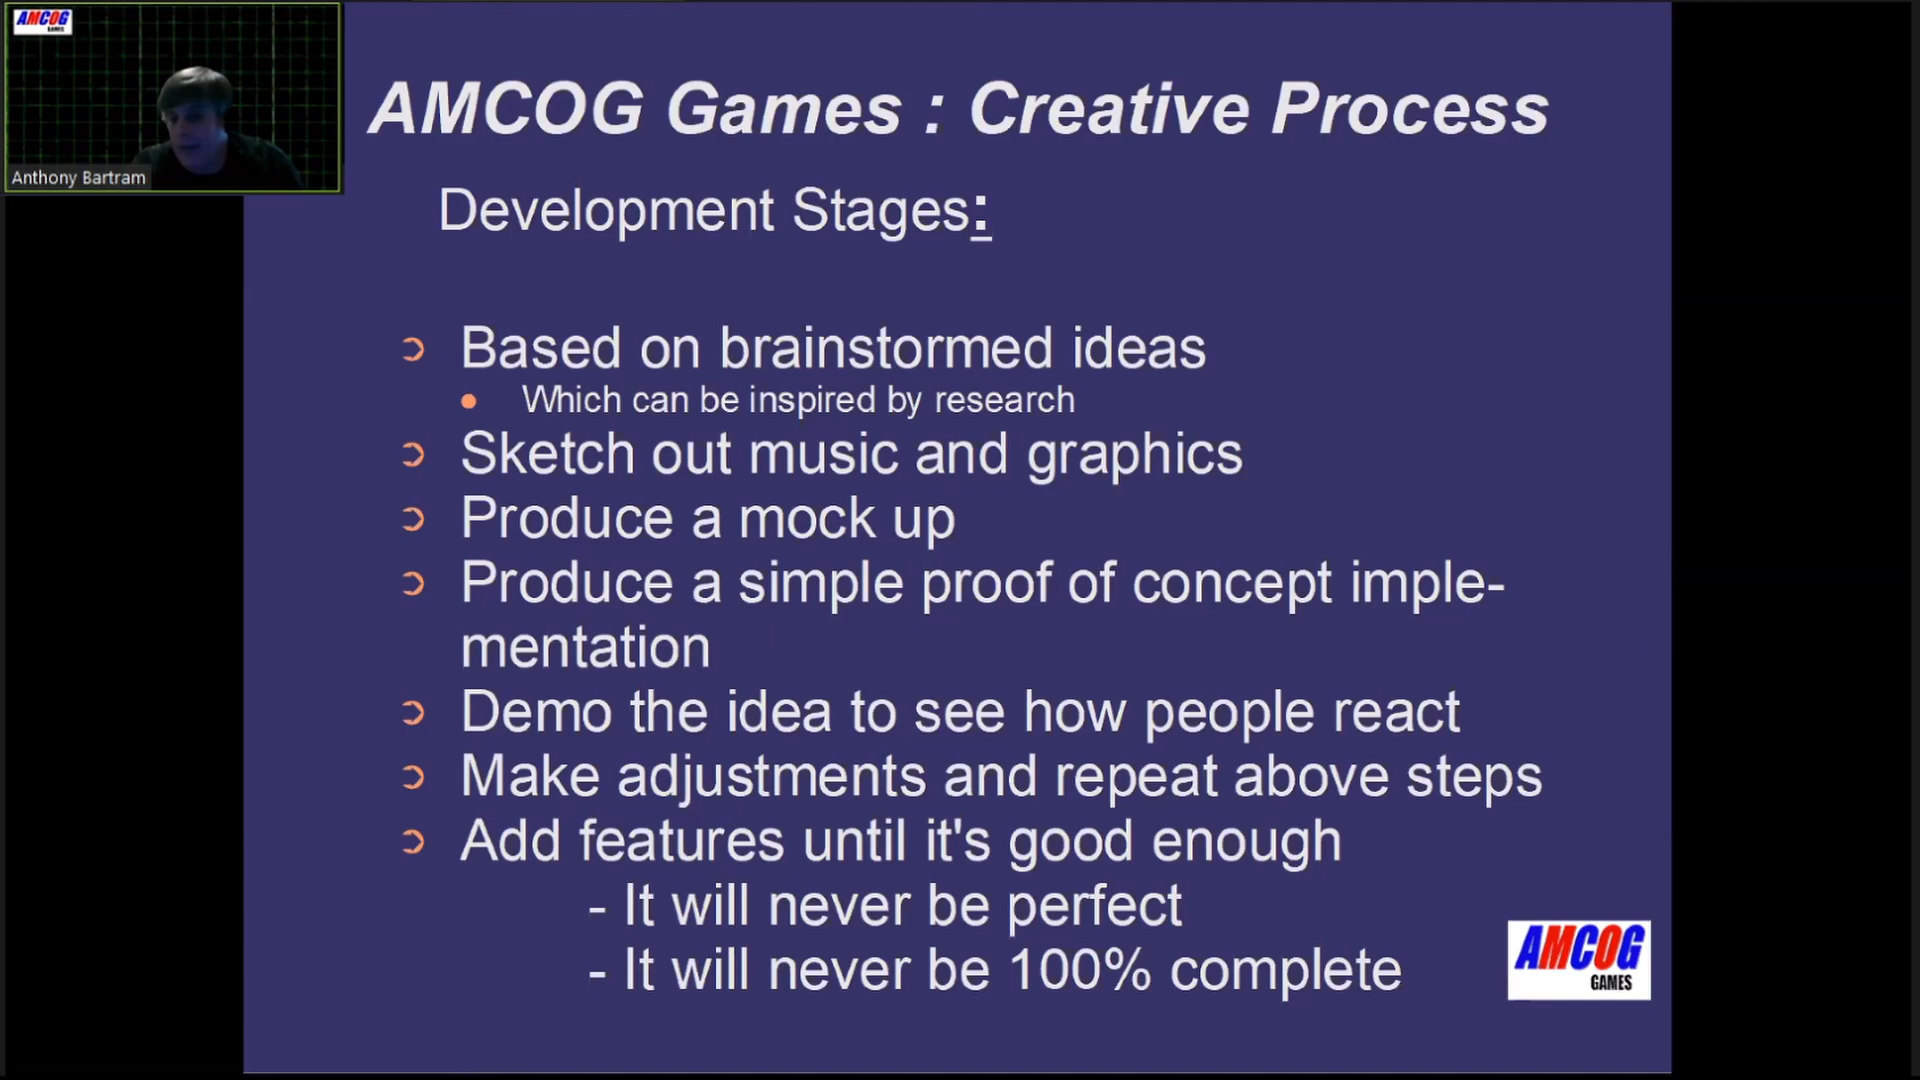 AMCOG
GAMES
Anthony Bartram
AMCOG Games : Creative Process
Development Stages:
Based on brainstormed ideas
Which can be inspired by research
Sketch out music and graphics
Produce a mock up
Produce a simple proof of concept imple-
mentation
Demo the idea to see how people react
Make adjustments and repeat above steps
Add features until it's good enough
- It will never be perfect
- It will never be 100% complete
AMCOG
GAMES